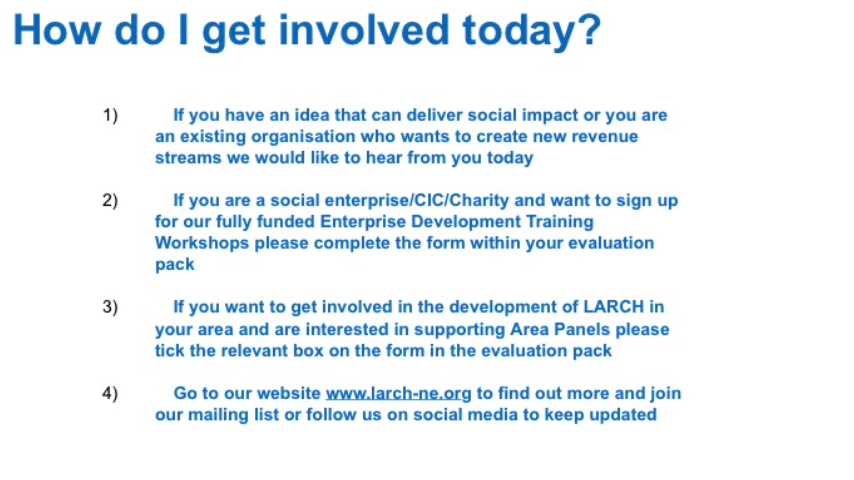 How do I get involved today?
1) If you have an idea that can deliver social impact or you are
an existing organisation who wants to create new revenue
streams we would like to hear from you today
2) If you are a social enterprise/CIC/Charity and want to sign up
for our fully funded Enterprise Development Training
Workshops please complete the form within your evaluation
pack
3) If you want to get involved in the development of LARCH in
your area and are interested in supporting Area Panels please
tick the relevant box on the form in the evaluation pack
4) Go to our website www.larch-ne.org to find out more and join
our mailing list or follow us on social media to keep updated